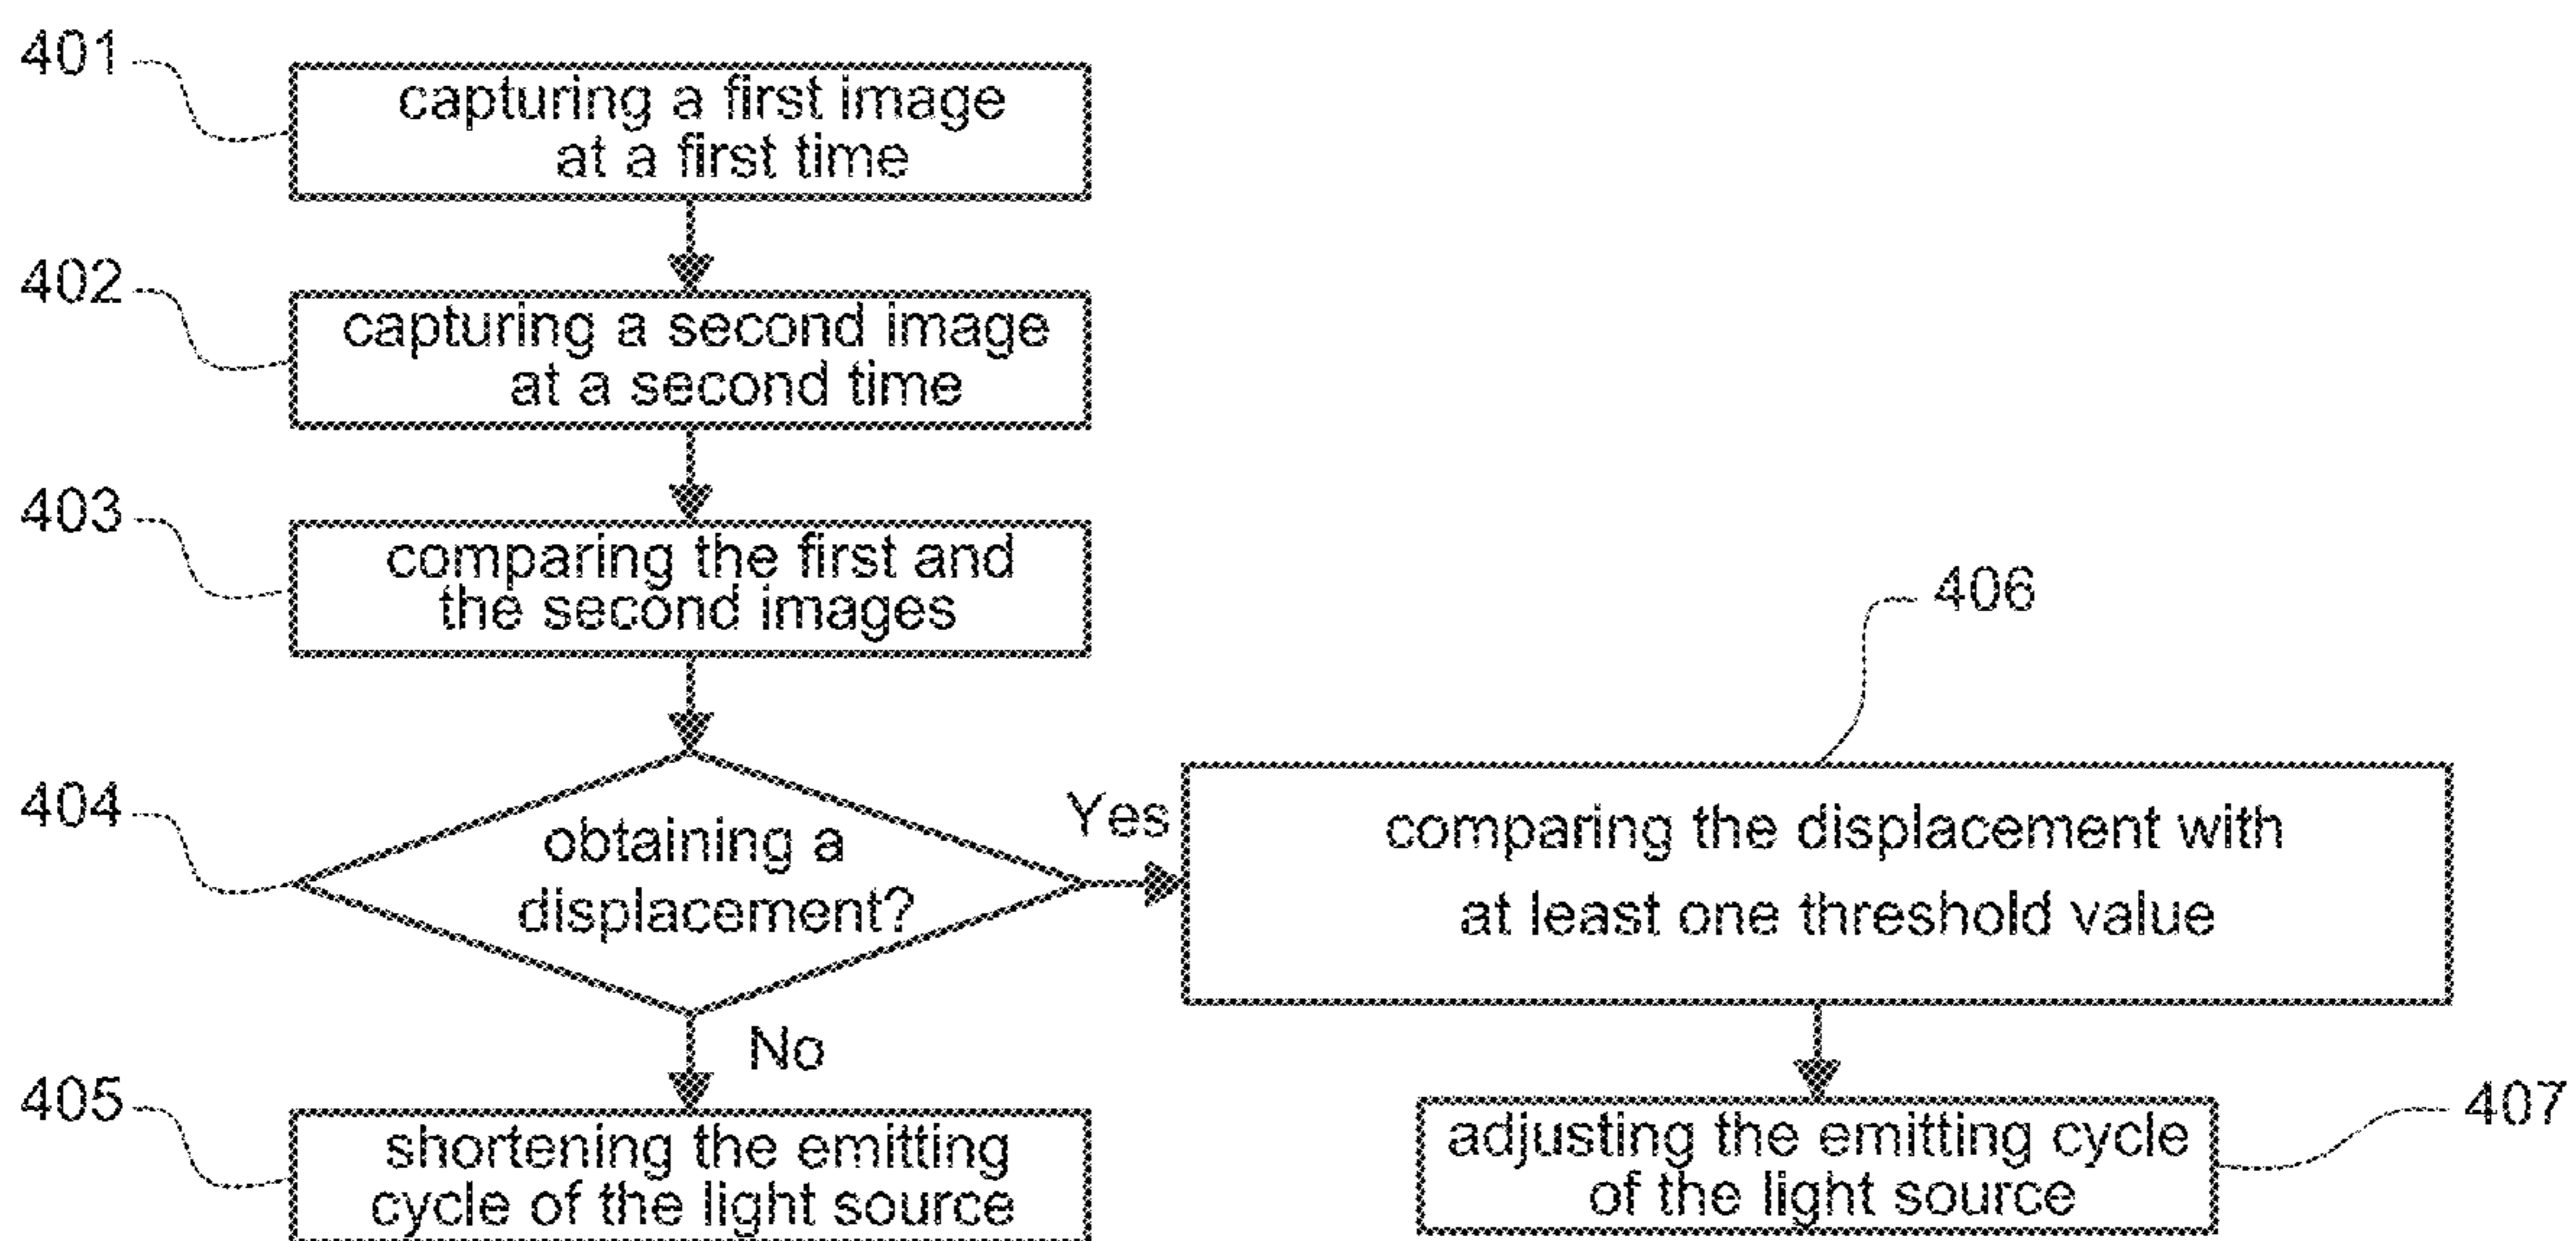 401
capturing a first image
at a first time
402
capturing a second image
at a second time
403
comparing the first and
the second images
404
obtaining a
displacement?
Yes
406
comparing the displacement with
at least one threshold value
No
405
shortening the emitting
cycle of the light source
adjusting the emitting cycle
of the light source
407